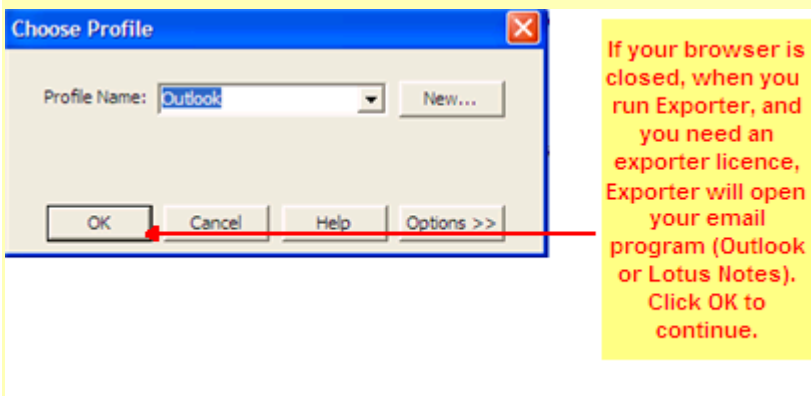 Choose Profile
Profile Name: Outlook New...
OK Cancel Help Options >>
If your browser is
closed, when you
run Exporter, and
you need an
exporter licence,
Exporter will open
your email
program (Outlook
or Lotus Notes).
Click OK to
continue.